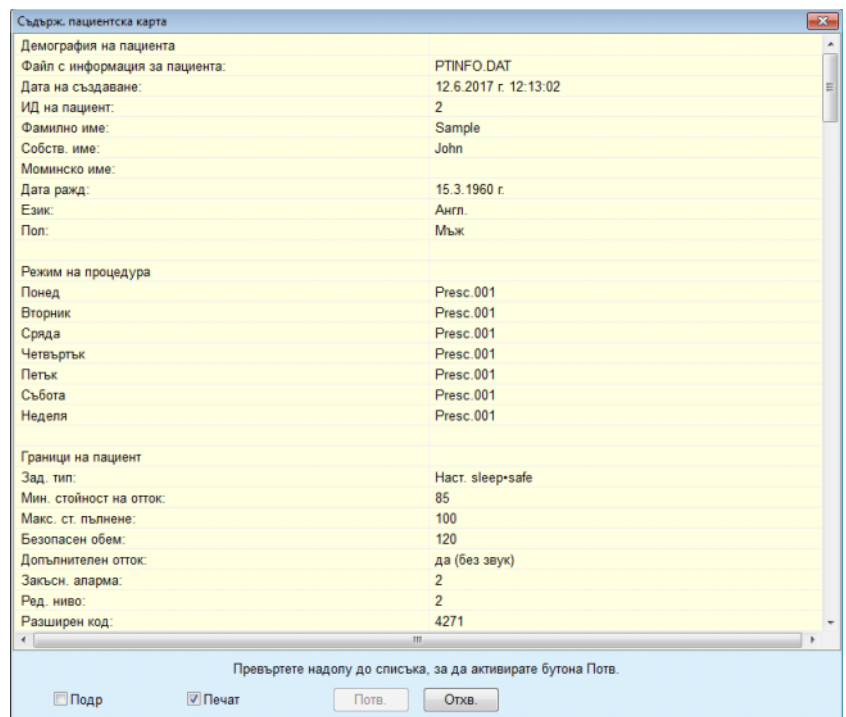 Съдърж. пациентска карта
Демография на пациента
Файл с информация за пациента: PTINFO.DAT
Дата на създаване: 12.6.2017 г. 12:13:02
ИД на пациент: 2
Фамилно име: Sample
Собств. име: John
Моминско име:
Дата ражд: 15.3.1960 г.
Език: Англ.
Пол: Мъж
Режим на процедура
Понед Presc.001
Вторник Presc.001
Сряда Presc.001
Четвъртък Presc.001
Петък Presc.001
Събота Presc.001
Неделя Presc.001
Граници на пациент
Зад. тип: Наст. sleep•safe
Мин. стойност на отток: 85
Макс. ст. пълнене: 100
Безопасен обем: 120
Допълнителен отток: да (без звук)
Закъсн. аларма: 2
Ред. ниво: 2
Разширен код: 4271
Превъртете надолу до списъка, за да активирате бутона Потв.
Подр Печат Потв. Отхв.